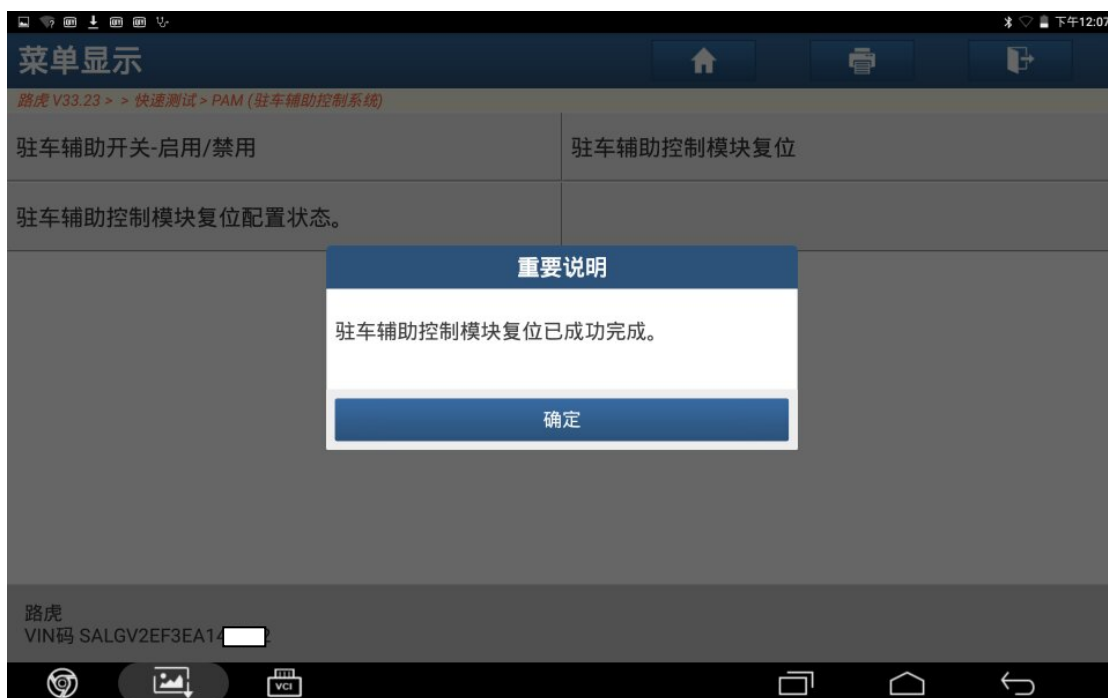 下午12:07
菜单显示
路虎 V33.23 > > 快速测试 > PAM (驻车辅助控制系统)
驻车辅助开关-启用/禁用
驻车辅助控制模块复位
驻车辅助控制模块复位配置状态。
重要说明
驻车辅助控制模块复位已成功完成。
确定
路虎
VIN码 SALGV2EF3EA14 2
VCI